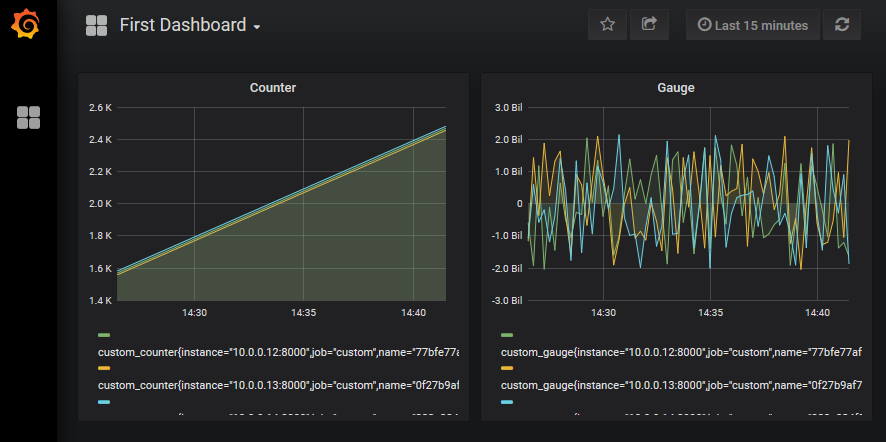 First Dashboard
Last 15 minutes
Counter
2.6 K
2.4 K
2.2 K
2.0 K
1.8 K
1.6 K
1.4 K
14:30 14:35 14:40
custom_counter{instance="10.0.0.12:8000",job="custom",name="77bfe77
custom_counter{instance="10.0.0.13:8000",job="custom",name="0f27b9af
Gauge
3.0 Bil
2.0 Bil
1.0 Bil
0
-1.0 Bil
-2.0 Bil
-3.0 Bil
14:30 14:35 14:40
custom_gauge{instance="10.0.0.12:8000",job="custom",name="77bfe77af
custom_gauge{instance="10.0.0.13:8000",job="custom",name="0f27b9af7